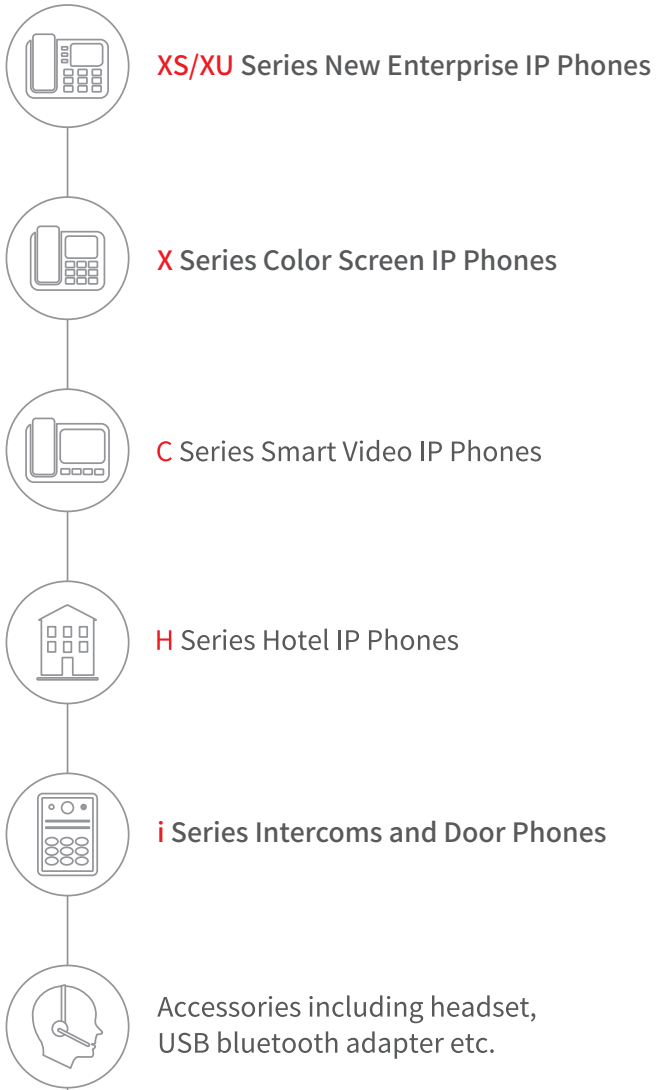 XS/XU Series New Enterprise IP Phones
X Series Color Screen IP Phones
C Series Smart Video IP Phones
H Series Hotel IP Phones
i Series Intercoms and Door Phones
Accessories including headset,
USB bluetooth adapter etc.